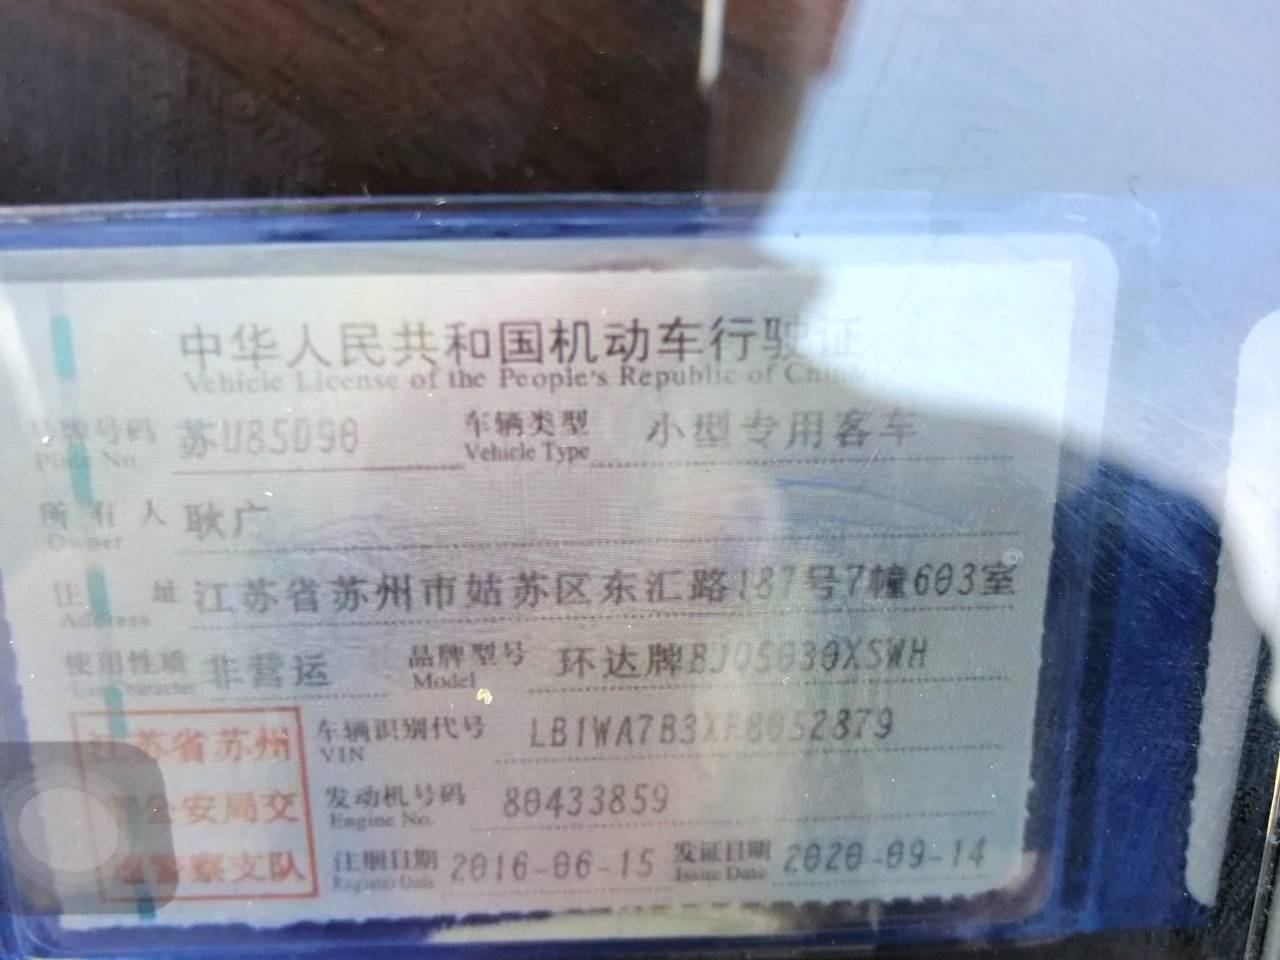 中华人民共和国机动车行驶证
Vehicle License of the People's Republic of China
号牌号码 苏U85D90 车辆类型 小型专用客车
Plate No. Vehicle Type
所有人 耿广
Owner
住址 江苏省苏州市姑苏区东汇路187号7幢603室
Address
使用性质 非营运 品牌型号 环达牌BJQ5030XSWH
Use Character Model
江苏省苏州 车辆识别代号 LB1WA7B3XF8052879
VIN
公安局交 发动机号码 80433859
Engine No.
通警察支队 注册日期 2016-06-15 发证日期 2020-09-14
Register Date Issue Date